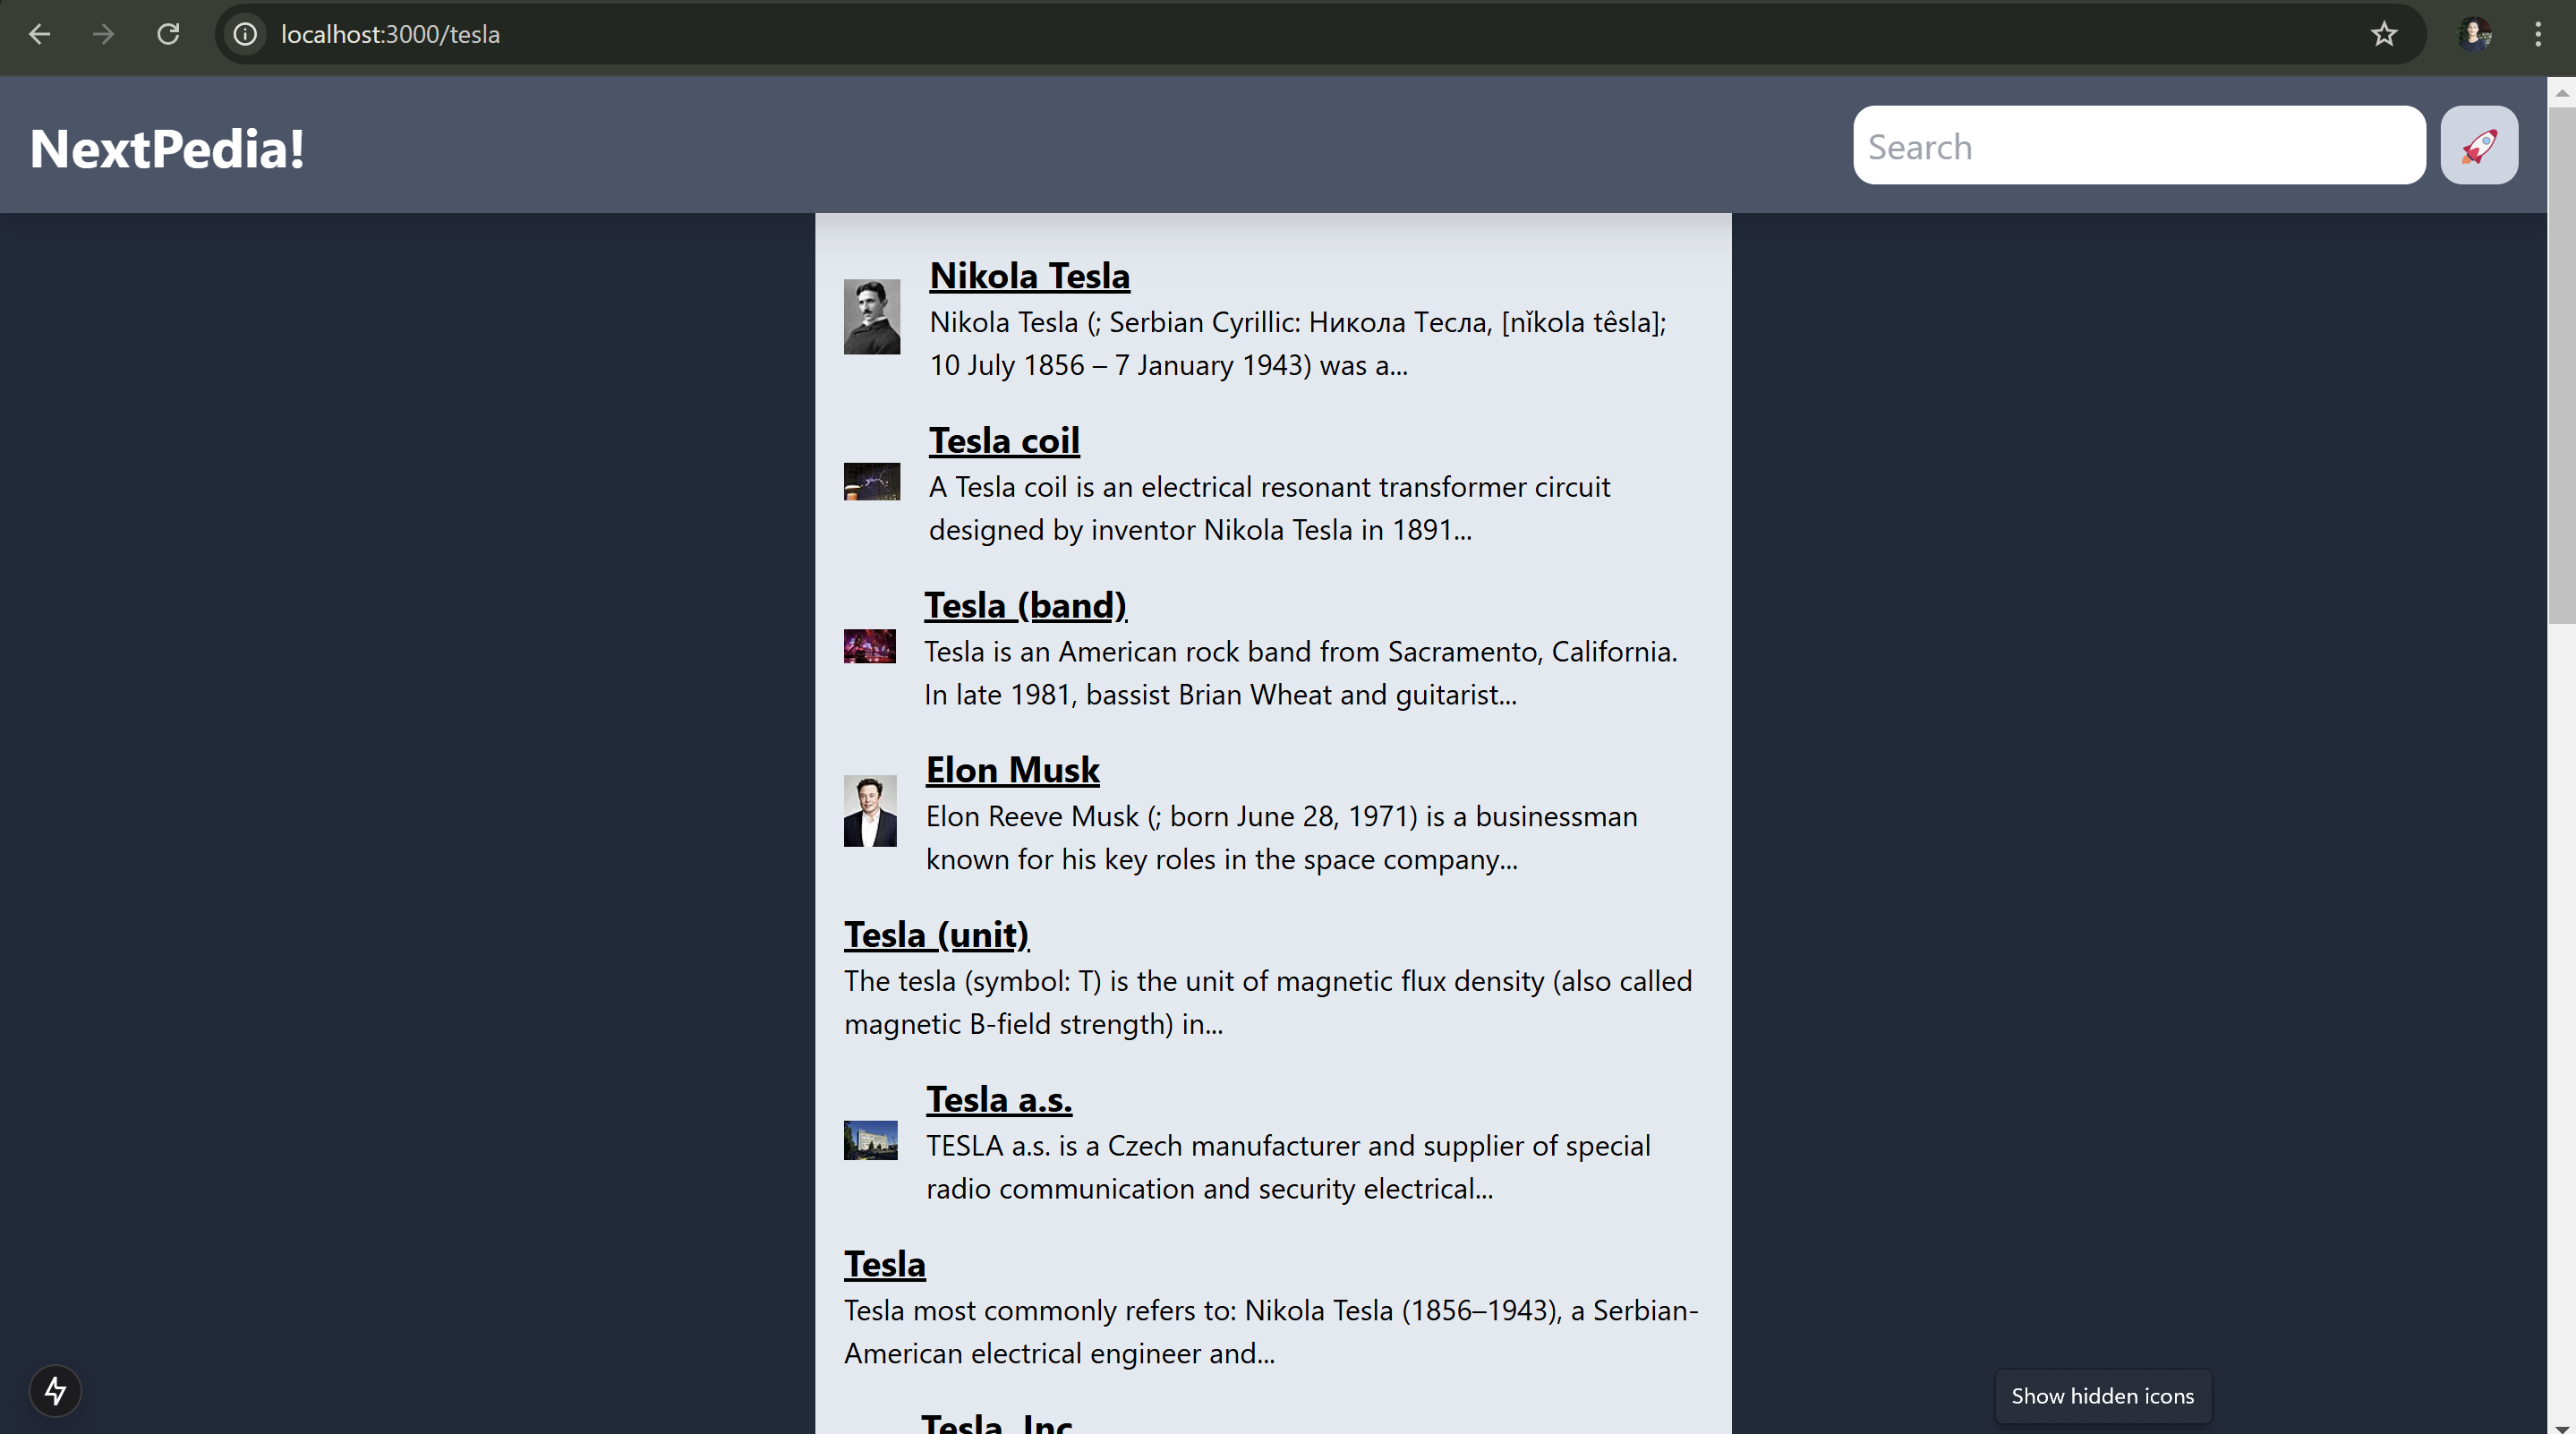 localhost:3000/tesla
NextPedia!
Search
Nikola Tesla
Nikola Tesla (; Serbian Cyrillic: Никола Тесла, [nǐkola têsla];
10 July 1856 – 7 January 1943) was a...
Tesla coil
A Tesla coil is an electrical resonant transformer circuit
designed by inventor Nikola Tesla in 1891...
Tesla (band)
Tesla is an American rock band from Sacramento, California.
In late 1981, bassist Brian Wheat and guitarist...
Elon Musk
Elon Reeve Musk (; born June 28, 1971) is a businessman
known for his key roles in the space company...
Tesla (unit)
The tesla (symbol: T) is the unit of magnetic flux density (also called
magnetic B-field strength) in...
Tesla a.s.
TESLA a.s. is a Czech manufacturer and supplier of special
radio communication and security electrical...
Tesla
Tesla most commonly refers to: Nikola Tesla (1856–1943), a Serbian-
American electrical engineer and...
Tesla, Inc
Show hidden icons